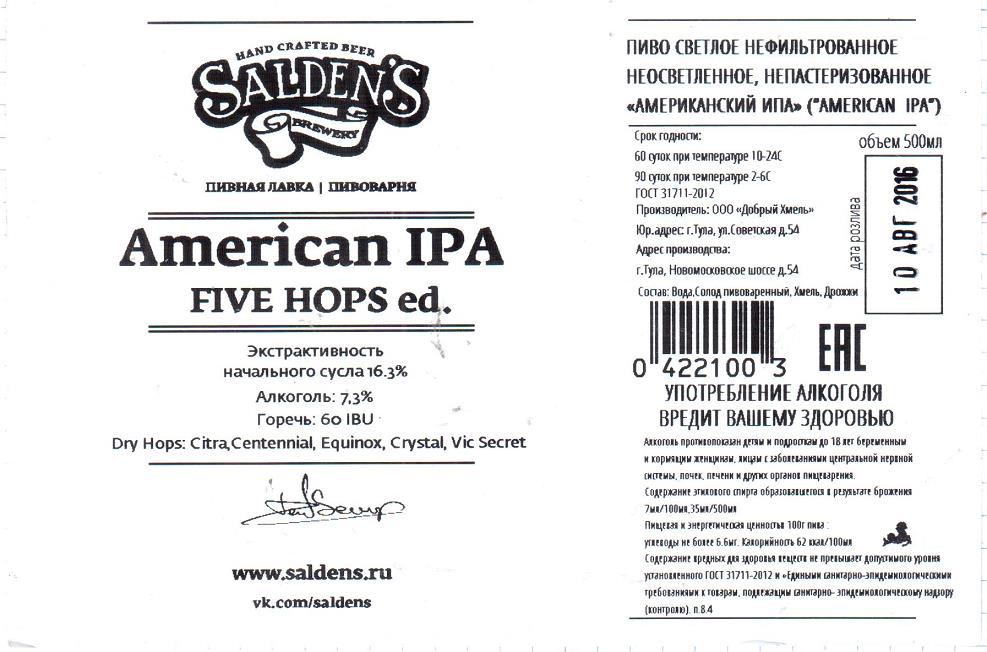 HAND CRAFTED BEER
SALDEN'S
BREWERY
ПИВНАЯ ЛАВКА | ПИВОВАРНЯ
American IPA
FIVE HOPS ed.
Экстрактивность
начального сусла 16.3%
Алкоголь: 7,3%
Горечь: 60 IBU
Dry Hops: Citra,Centennial, Equinox, Crystal, Vic Secret
www.saldens.ru
vk.com/saldens
ПИВО СВЕТЛОЕ НЕФИЛЬТРОВАННОЕ
НЕОСВЕТЛЕННОЕ, НЕПАСТЕРИЗОВАННОЕ
«АМЕРИКАНСКИЙ ИПА» ("AMERICAN IPA")
Срок годности:
60 суток при температуре 10-24С
90 суток при температуре 2-6С
ГОСТ 31711-2012
Производитель: ООО «Добрый Хмель»
Юр.адрес: г.Тула, ул.Советская д.54
Адрес производства:
г.Тула, Новомосковское шоссе д.54
Состав: Вода,Солод пивоваренный, Хмель, Дрожжи
объем 500мл
дата розлива
10 АВГ 2016
0 422100 3
ЕАС
УПОТРЕБЛЕНИЕ АЛКОГОЛЯ
ВРЕДИТ ВАШЕМУ ЗДОРОВЬЮ
Алкоголь противопоказан детям и подросткам до 18 лет беременным
и кормящим женщинам, лицам с заболеваниями центральной нервной
системы, почек, печени и других органов пищеварения.
Содержание этилового спирта образовавшегося в результате брожения
7мл/100мл,35мл/500мл
Пищевая и энергетическая ценность 100г пива :
углеводы не более 6.6мг. Калорийность 62 ккал/100мл
Содержание вредных для здоровья веществ не превышает допустимого уровня
установленного ГОСТ 31711-2012 и «Едиными санитарно-эпидемиологическими
требованиями к товарам, подлежащим санитарно- эпидемиологическому надзору
(контролю). п.8.4